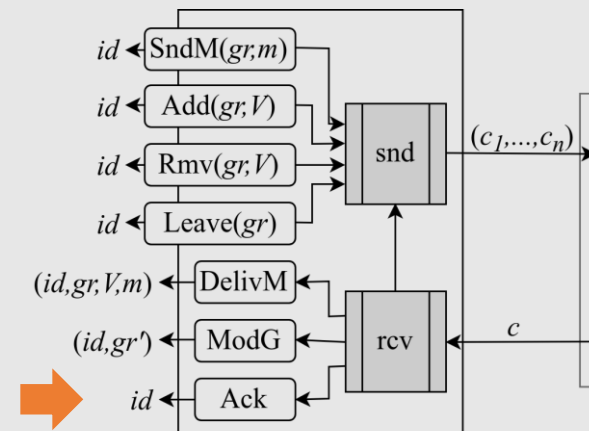 id SndM(gr,m)
id Add(gr,V)
id Rmv(gr,V)
id Leave(gr)
snd
(c1,...,cn)
(id,gr,V,m) DelivM
(id,gr') ModG
id Ack
rcv
c